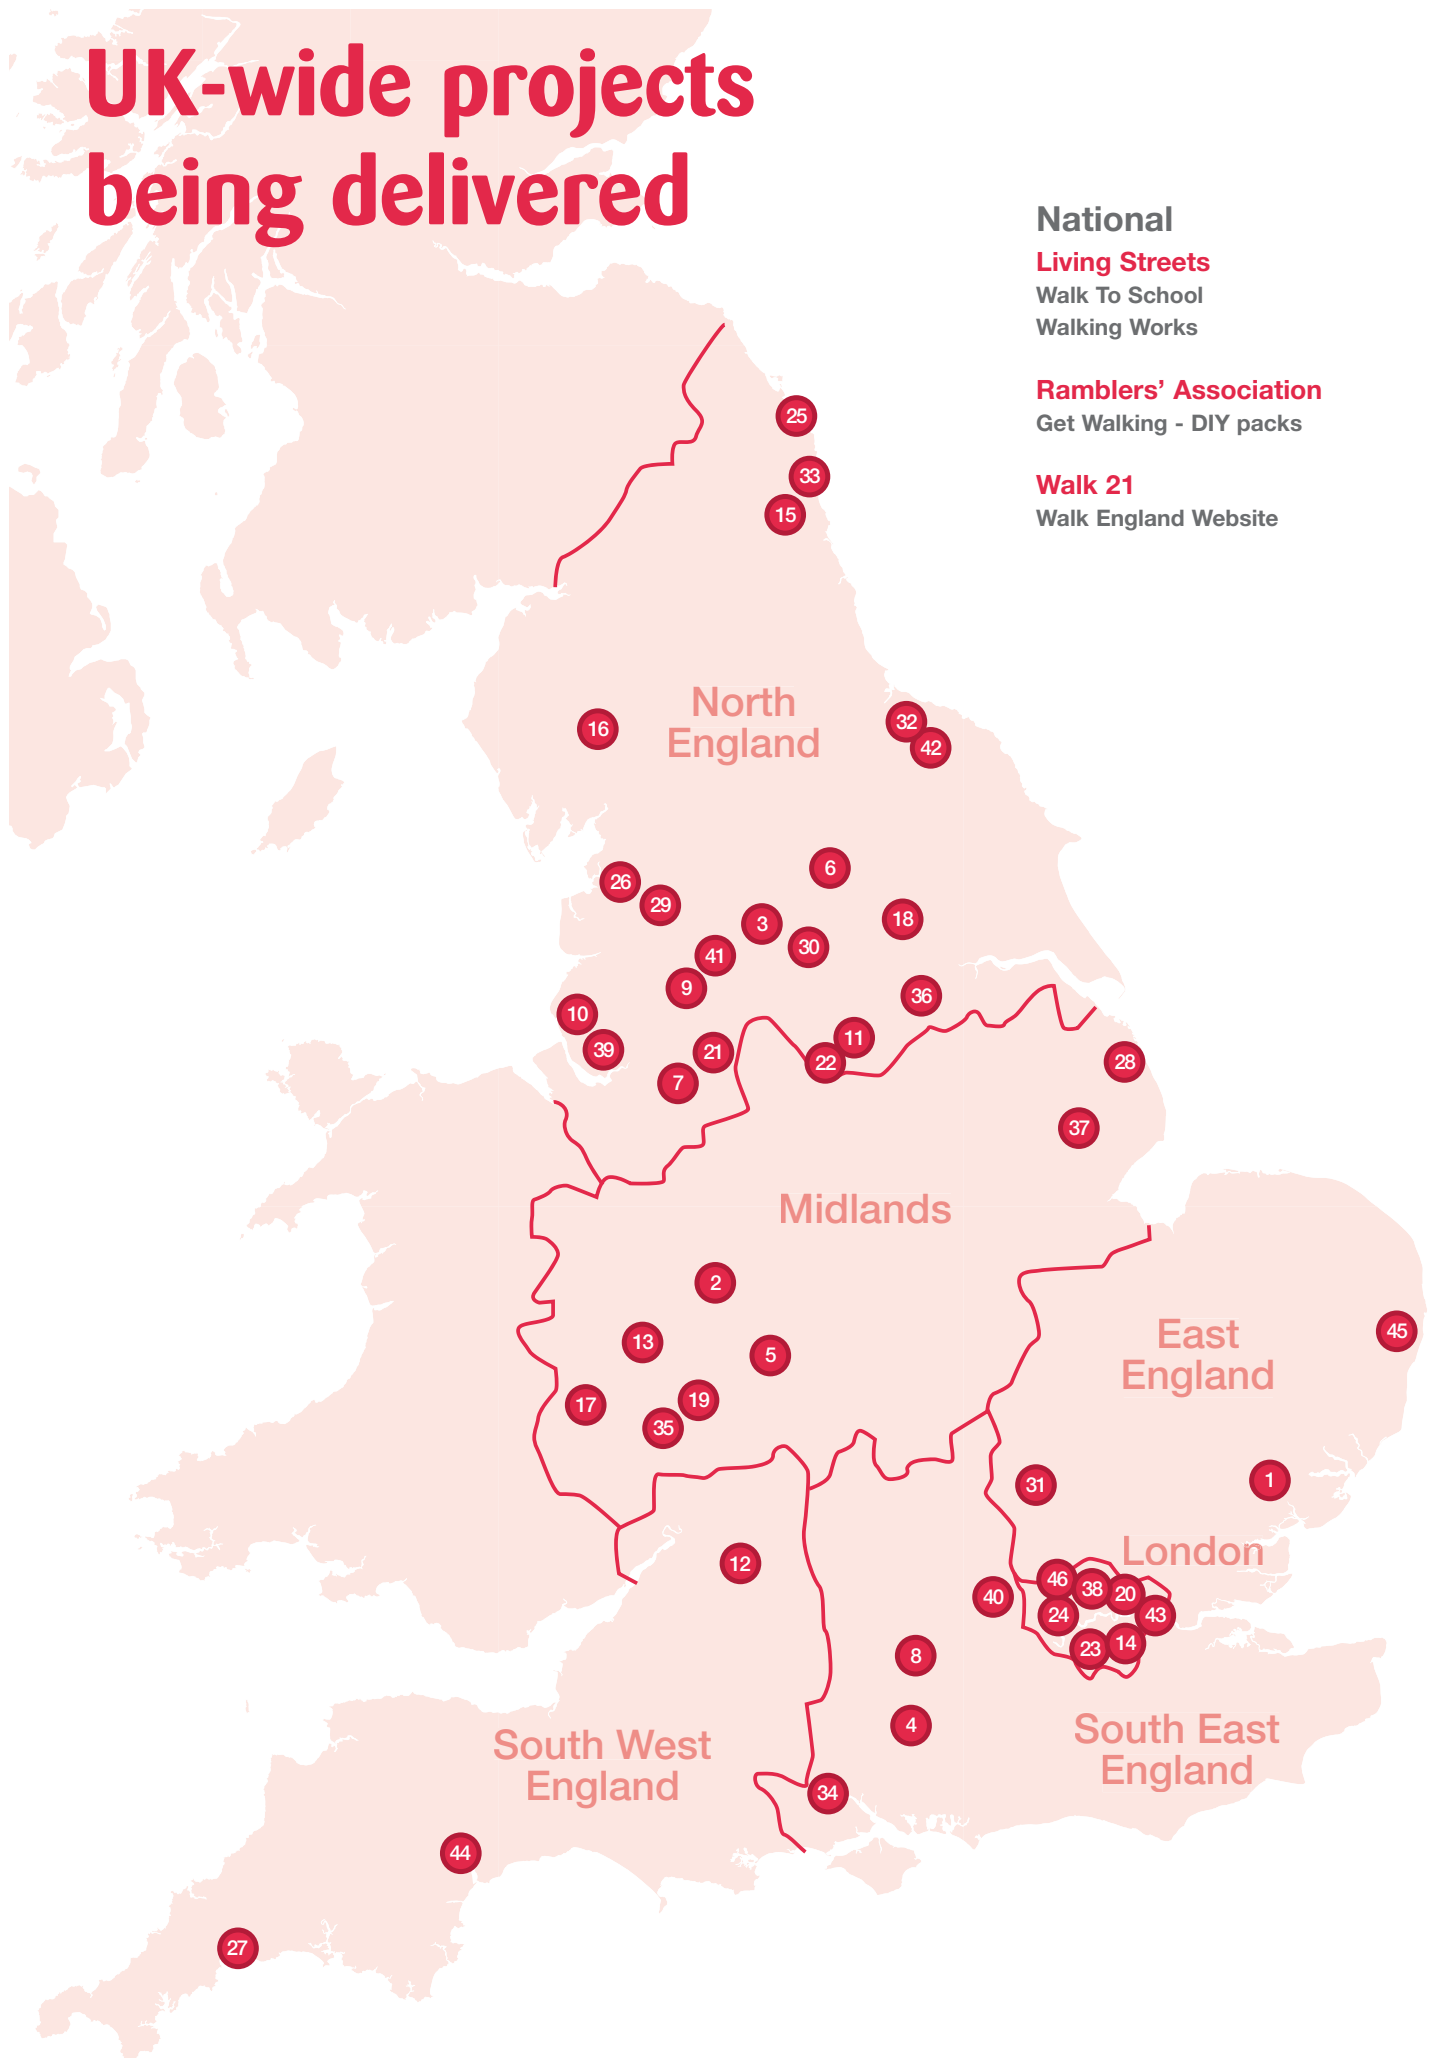 UK-wide projects
being delivered
National
Living Streets
Walk To School
Walking Works
Ramblers’ Association
Get Walking - DIY packs
Walk 21
Walk England Website
25
33
15
North
England
16
32
42
6
26
29
3
18
30
41
9
36
10
11
39
21
22
28
7
37
Midlands
2
East
England
45
13
5
17
19
35
31
1
London
12
46
38
20
40
24
43
23
14
8
South West
England
4
South East
England
34
44
27